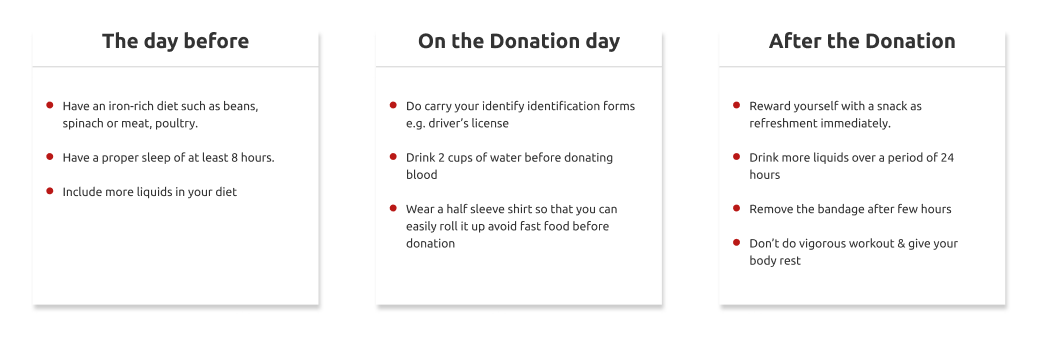 The day before
Have an iron-rich diet such as beans,
spinach or meat, poultry.
Have a proper sleep of at least 8 hours.
Include more liquids in your diet
On the Donation day
Do carry your identify identification forms
e.g. driver's license
Drink 2 cups of water before donating
blood
Wear a half sleeve shirt so that you can
easily roll it up avoid fast food before
donation
After the Donation
Reward yourself with a snack as
refreshment immediately.
Drink more liquids over a period of 24
hours
Remove the bandage after few hours
Don't do vigorous workout & give your
body rest